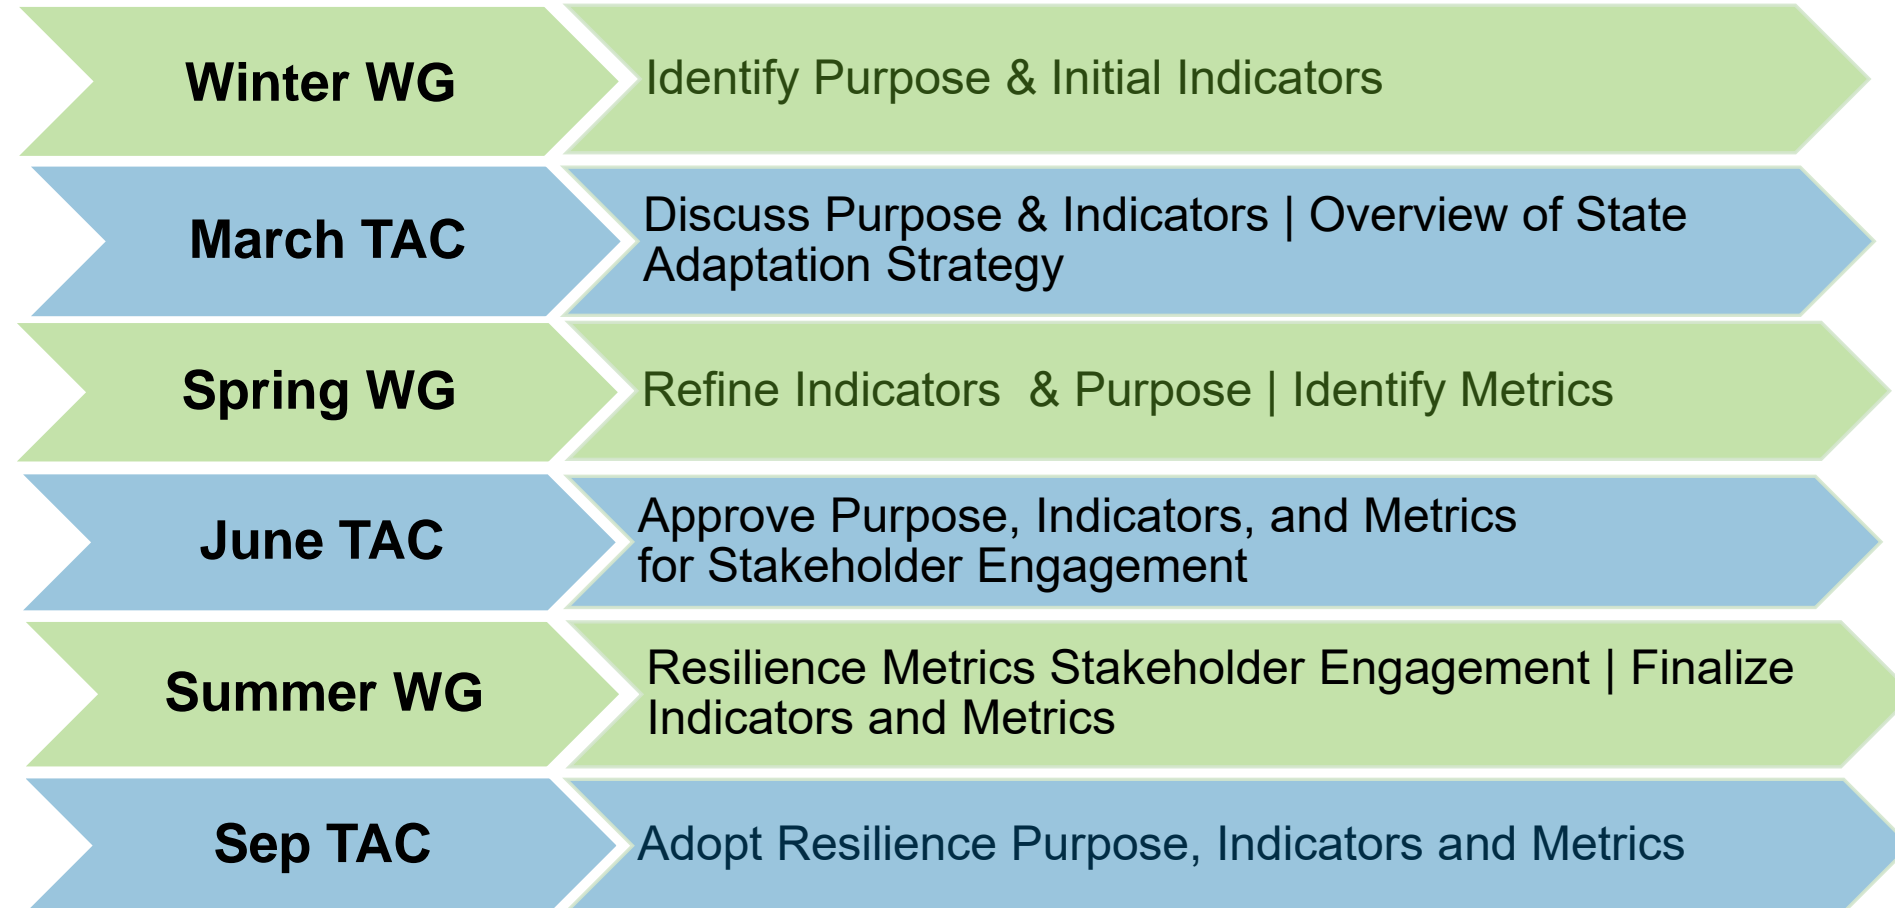 Winter WG
Identify Purpose & Initial Indicators
March TAC
Discuss Purpose & Indicators | Overview of State
Adaptation Strategy
Spring WG
Refine Indicators  & Purpose | Identify Metrics
June TAC
Approve Purpose, Indicators, and Metrics
for Stakeholder Engagement
Summer WG
Resilience Metrics Stakeholder Engagement | Finalize
Indicators and Metrics
Sep TAC
Adopt Resilience Purpose, Indicators and Metrics